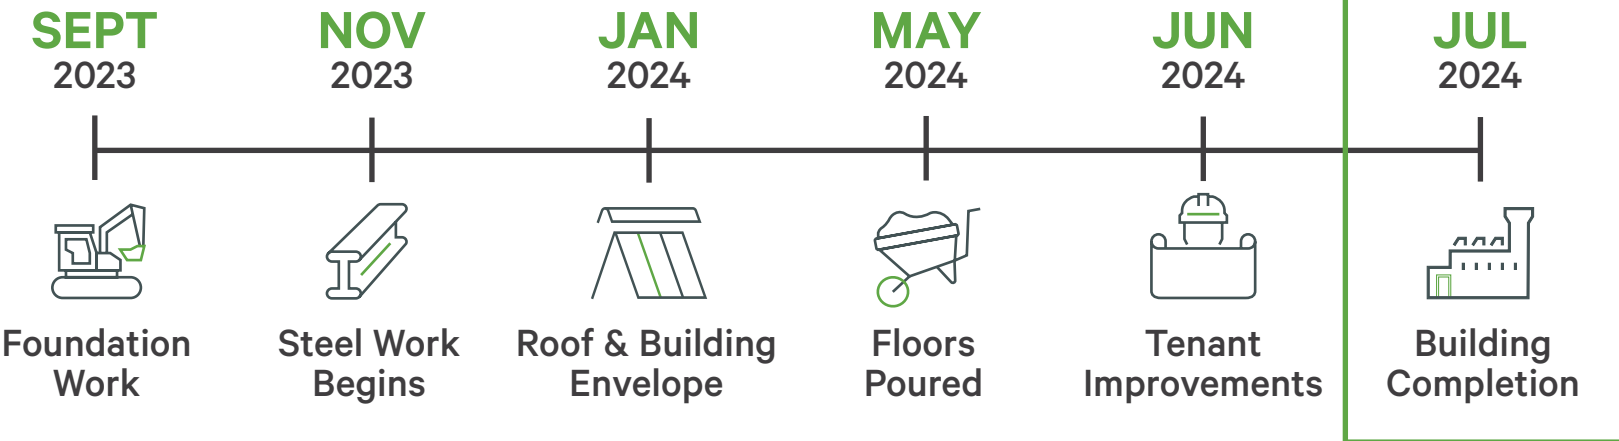 SEPT
2023
NOV
2023
JAN
2024
MAY
2024
JUN
2024
JUL
2024
Foundation
Work
Steel Work
Begins
Roof & Building
Envelope
Floors
Poured
Tenant
Improvements
Building
Completion